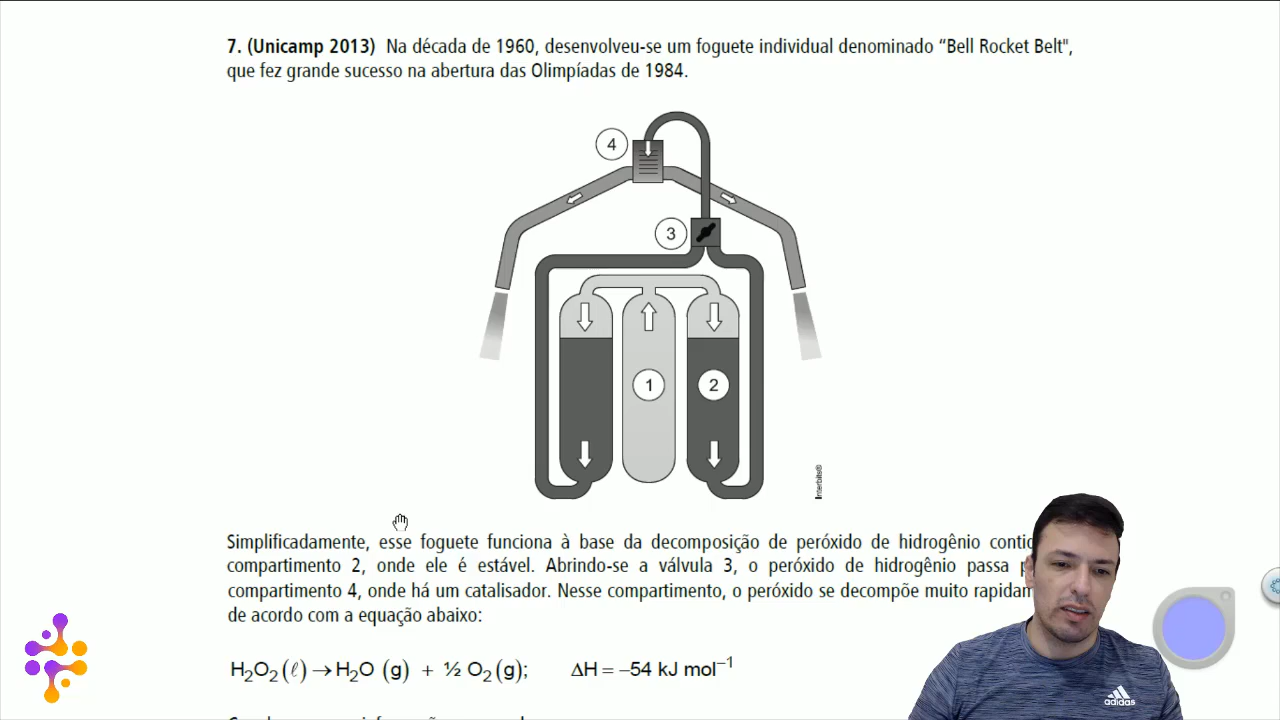 7. (Unicamp 2013) Na década de 1960, desenvolveu-se um foguete individual denominado “Bell Rocket Belt",
que fez grande sucesso na abertura das Olimpíadas de 1984.
4
3
1
2
Interbits®
Simplificadamente, esse foguete funciona à base da decomposição de peróxido de hidrogênio
compartimento 2, onde ele é estável. Abrindo-se a válvula 3, o peróxido de hidrogênio passa
compartimento 4, onde há um catalisador. Nesse compartimento, o peróxido se decompõe muito
de acordo com a equação abaixo:
H₂O₂(ℓ) → H₂O (g) + ½ O₂(g); ΔH = −54 kJ mol⁻¹
adidas